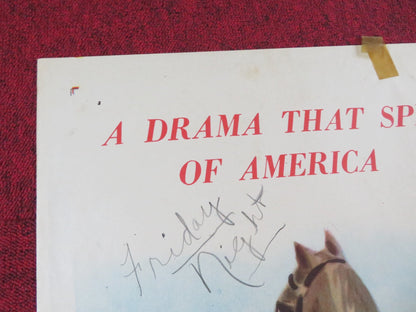 A DRAMA THAT SP
OF AMERICA
Friday
Night